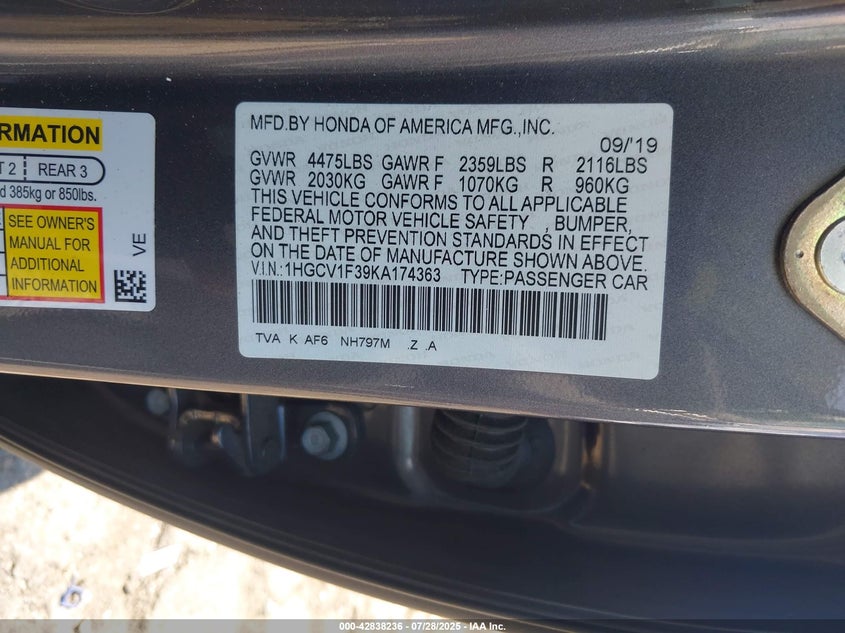 RMATION
T 2 REAR 3
d 385kg or 850lbs.
SEE OWNER'S
MANUAL FOR
ADDITIONAL
INFORMATION
VE
MFD.BY HONDA OF AMERICA MFG.,INC.
09/'19
GVWR 4475LBS GAWR F 2359LBS R 2116LBS
GVWR 2030KG GAWR F 1070KG R 960KG
THIS VEHICLE CONFORMS TO ALL APPLICABLE
FEDERAL MOTOR VEHICLE SAFETY , BUMPER,
AND THEFT PREVENTION STANDARDS IN EFFECT
ON THE DATE OF MANUFACTURE SHOWN ABOVE.
V.I.N.:1HGCV1F39KA174363 TYPE:PASSENGER CAR
TVA K AF6 NH797M .Z .A
000-42838236 - 07/28/2025 - IAA Inc.